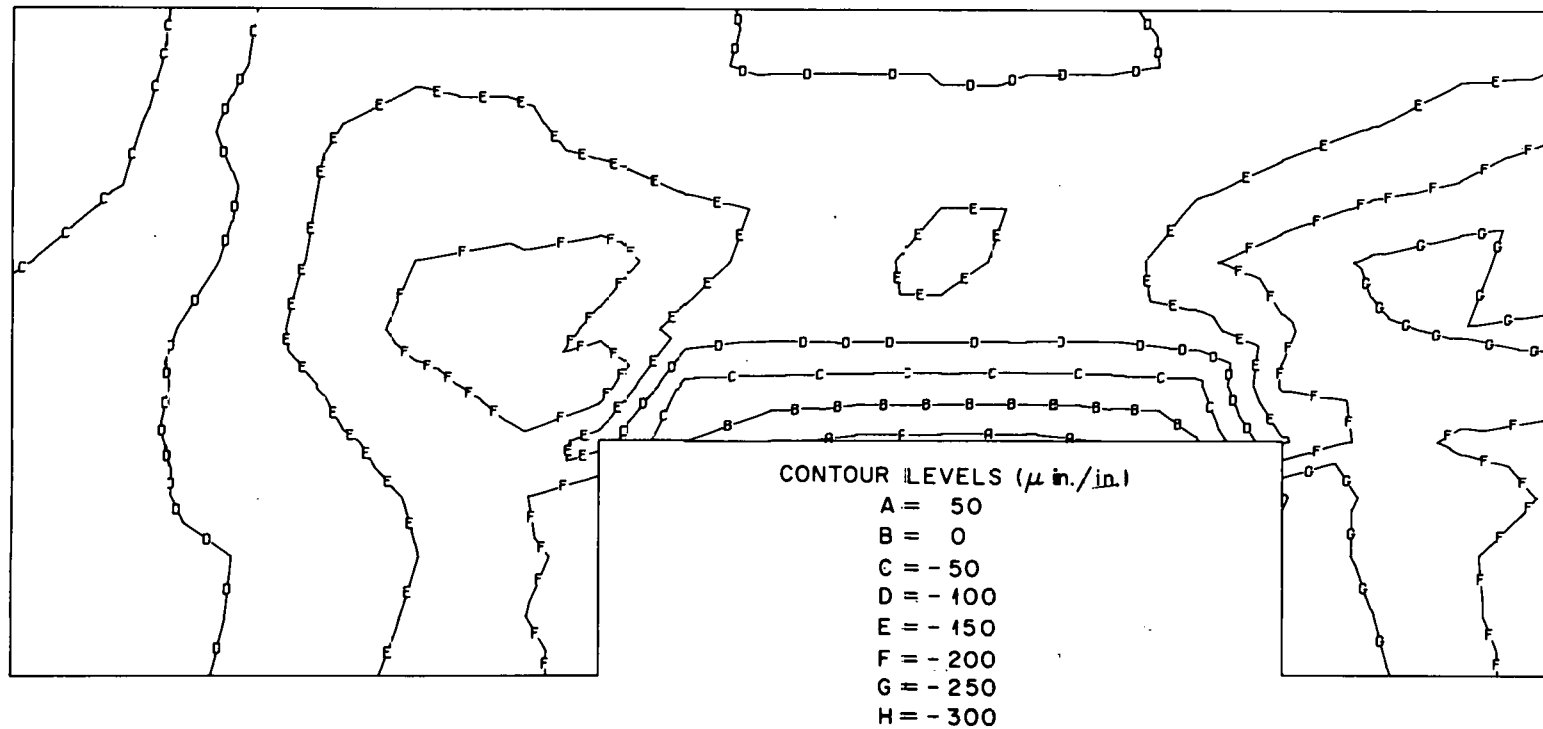 CONTOUR LEVELS (μ in./in.)
A = 50
B = 0
C = -50
D = -100
E = -150
F = -200
G = -250
H = -300